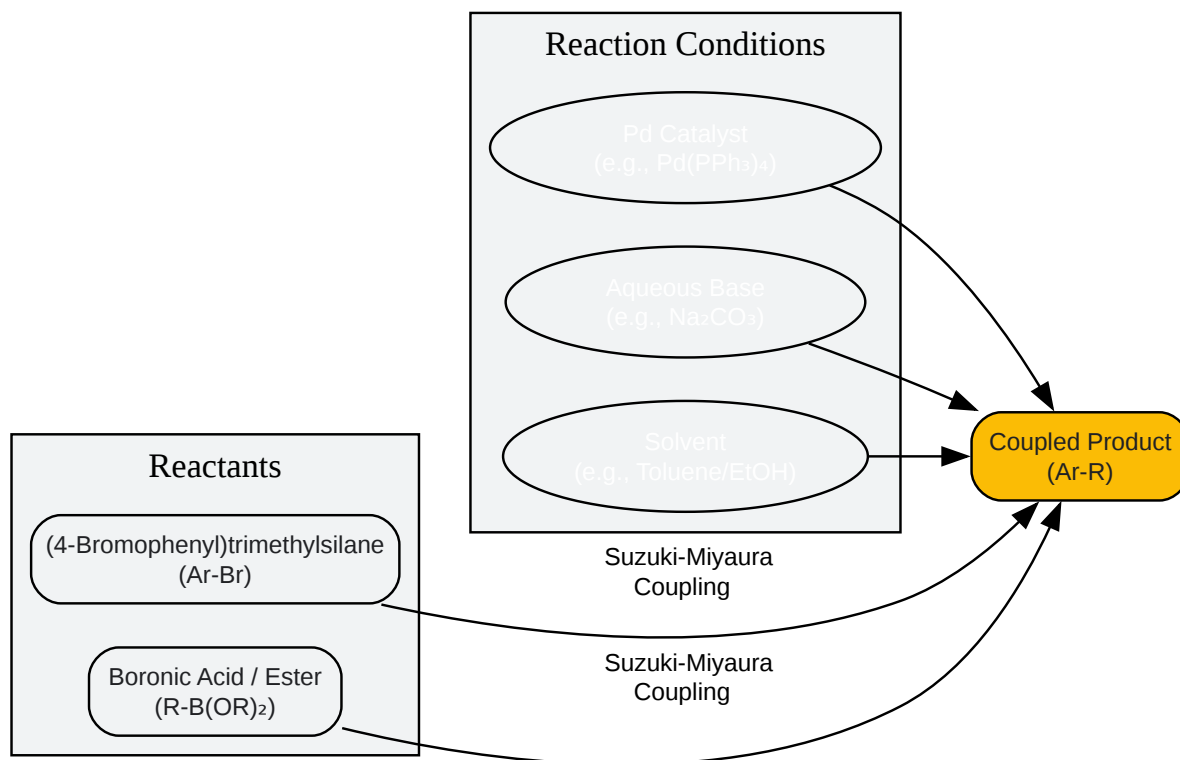 Reaction Conditions
Pd Catalyst
(e.g., Pd(PPh₃)₄)
Aqueous Base
(e.g., Na₂CO₃)
Solvent
(e.g., Toluene/EtOH)
Reactants
(4-Bromophenyl)trimethylsilane
(Ar-Br)
Boronic Acid / Ester
(R-B(OR)₂)
Suzuki-Miyaura
Coupling
Suzuki-Miyaura
Coupling
Coupled Product
(Ar-R)